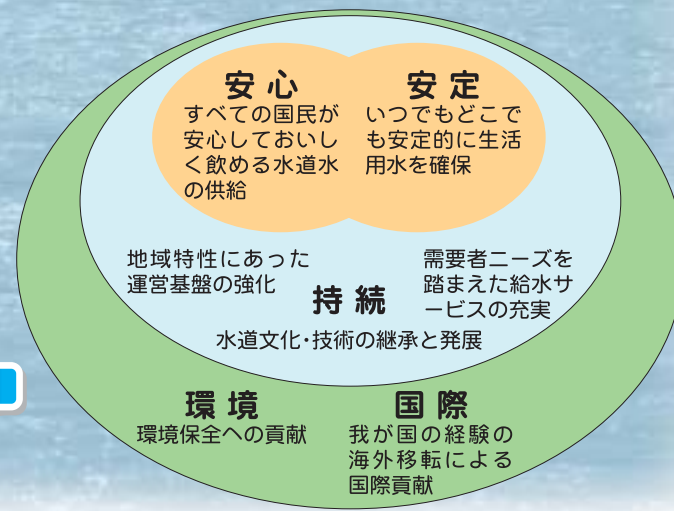 安心
すべての国民が
安心しておいし
く飲める水道水
の供給
安定
いつでもどこで
も安定的に生活
用水を確保
地域特性にあった
運営基盤の強化
需要者ニーズを
踏まえた給水サ
ービスの充実
持続
水道文化・技術の継承と発展
環境
環境保全への貢献
国際
我が国の経験の
海外移転による
国際貢献